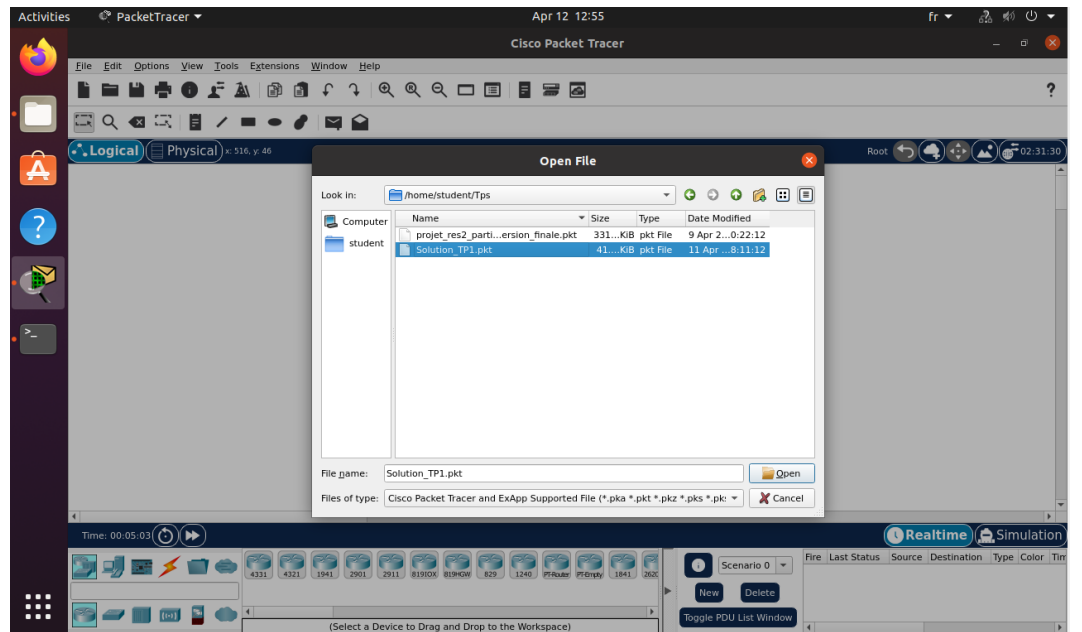 Activities PacketTracer Apr 12 12:55 fr
Cisco Packet Tracer
File Edit Options View Tools Extensions Window Help
?
Logical Physical x: 516, y: 46 Root 02:31:30
Open File
Look in: /home/student/Tps
Computer
student
Name Size Type Date Modified
projet_res2_parti...ersion_finale.pkt 331...KiB pkt File 9 Apr 2...0:22:12
Solution_TP1.pkt 41....KiB pkt File 11 Apr ...8:11:12
File name: Solution_TP1.pkt Open
Files of type: Cisco Packet Tracer and ExApp Supported File (*.pka *.pkt *.pkz *.pks *.pk Cancel
Time: 00:05:03 Realtime Simulation
4331 4321 1941 2901 2911 819IOX 819HGW 829 1240 PT-Router PT-Empty 1841 262
Scenario 0
New Delete
Toggle PDU List Window
Fire Last Status Source Destination Type Color Tim
(Select a Device to Drag and Drop to the Workspace)